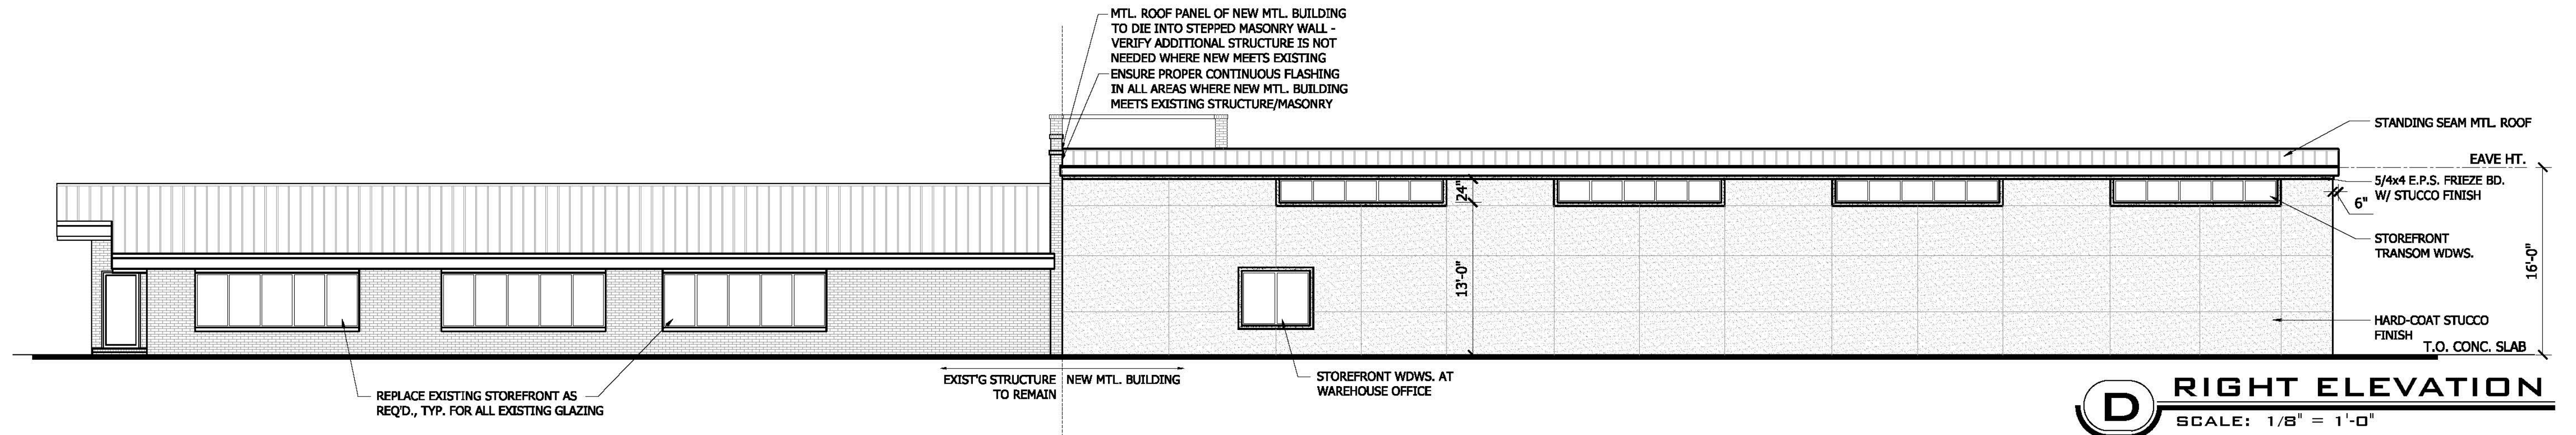 MTL. ROOF PANEL OF NEW MTL. BUILDING
TO DIE INTO STEPPED MASONRY WALL -
VERIFY ADDITIONAL STRUCTURE IS NOT
NEEDED WHERE NEW MEETS EXISTING
ENSURE PROPER CONTINUOUS FLASHING
IN ALL AREAS WHERE NEW MTL. BUILDING
MEETS EXISTING STRUCTURE/MASONRY
STANDING SEAM MTL. ROOF
EAVE HT.
5/4x4 E.P.S. FRIEZE BD.
W/ STUCCO FINISH
6"
24"
STOREFRONT
TRANSOM WDWS.
16'-0"
13'-0"
HARD-COAT STUCCO
FINISH
T.O. CONC. SLAB
EXIST'G STRUCTURE
TO REMAIN
NEW MTL. BUILDING
STOREFRONT WDWS. AT
WAREHOUSE OFFICE
REPLACE EXISTING STOREFRONT AS
REQ'D., TYP. FOR ALL EXISTING GLAZING
D
RIGHT ELEVATION
SCALE: 1/8" = 1'-0"